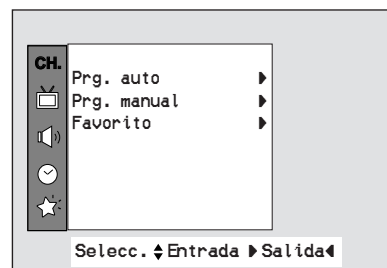 CH.
Prg. auto
Prg. manual
Favorito
Selecc. Entrada Salida